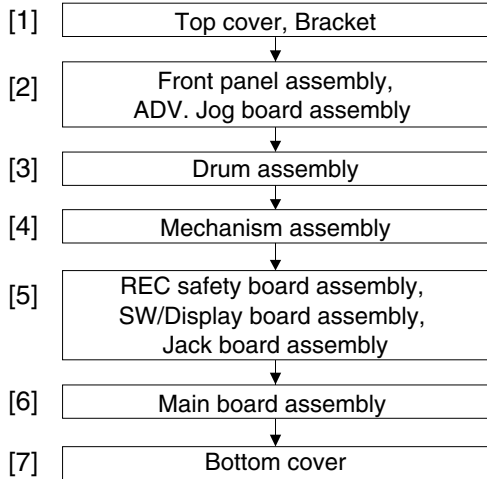 [1] Top cover, Bracket
[2] Front panel assembly,
ADV. Jog board assembly
[3] Drum assembly
[4] Mechanism assembly
[5] REC safety board assembly,
SW/Display board assembly,
Jack board assembly
[6] Main board assembly
[7] Bottom cover